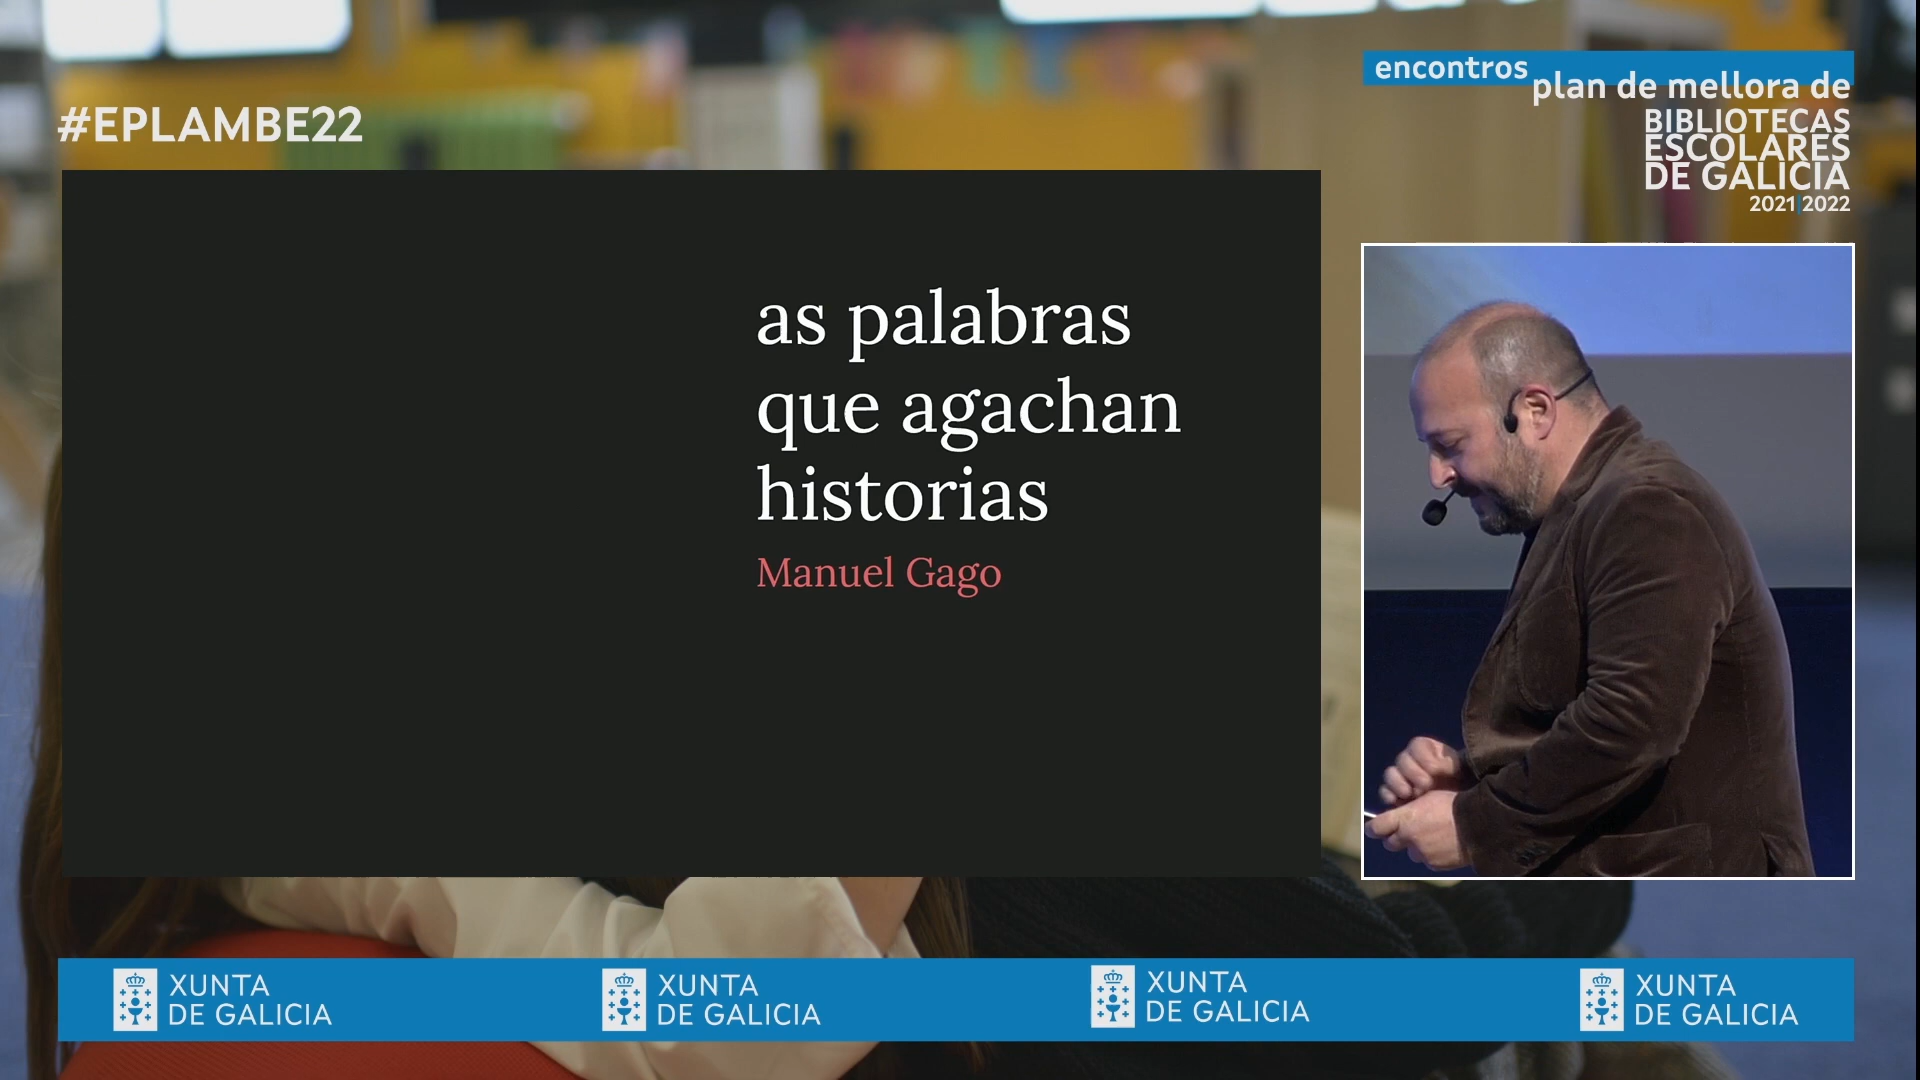 #EPLAMBE22
encontros
plan de mellora de
BIBLIOTECAS
ESCOLARES
DE GALICIA
2021|2022
as palabras
que agachan
historias
Manuel Gago
XUNTA
DE GALICIA
XUNTA
DE GALICIA
XUNTA
DE GALICIA
XUNTA
DE GALICIA